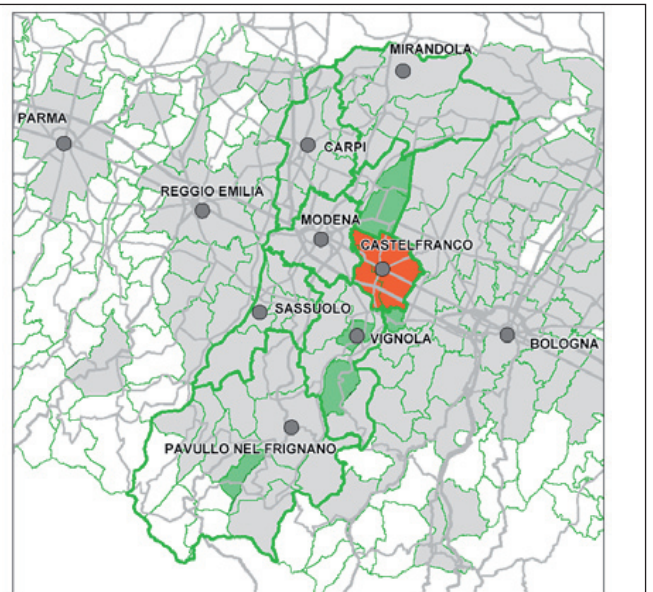 MIRANDOLA
PARMA
CARPI
REGGIO EMILIA
MODENA
CASTELFRANCO
SASSUOLO
VIGNOLA
BOLOGNA
PAVULLO NEL FRIGNANO